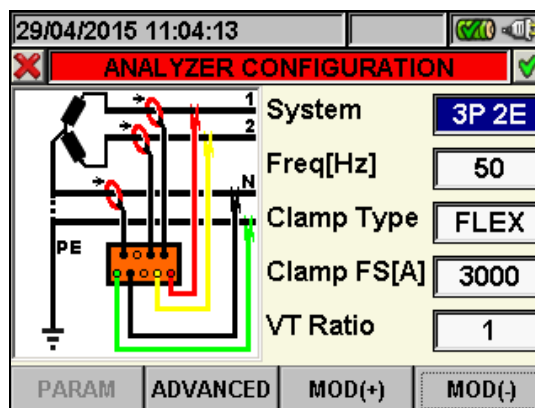 29/04/2015 11:04:13
ANALYZER CONFIGURATION
1
2
N
PE
System 3P 2E
Freq[Hz] 50
Clamp Type FLEX
Clamp FS[A] 3000
VT Ratio 1
PARAM ADVANCED MOD(+) MOD(-)